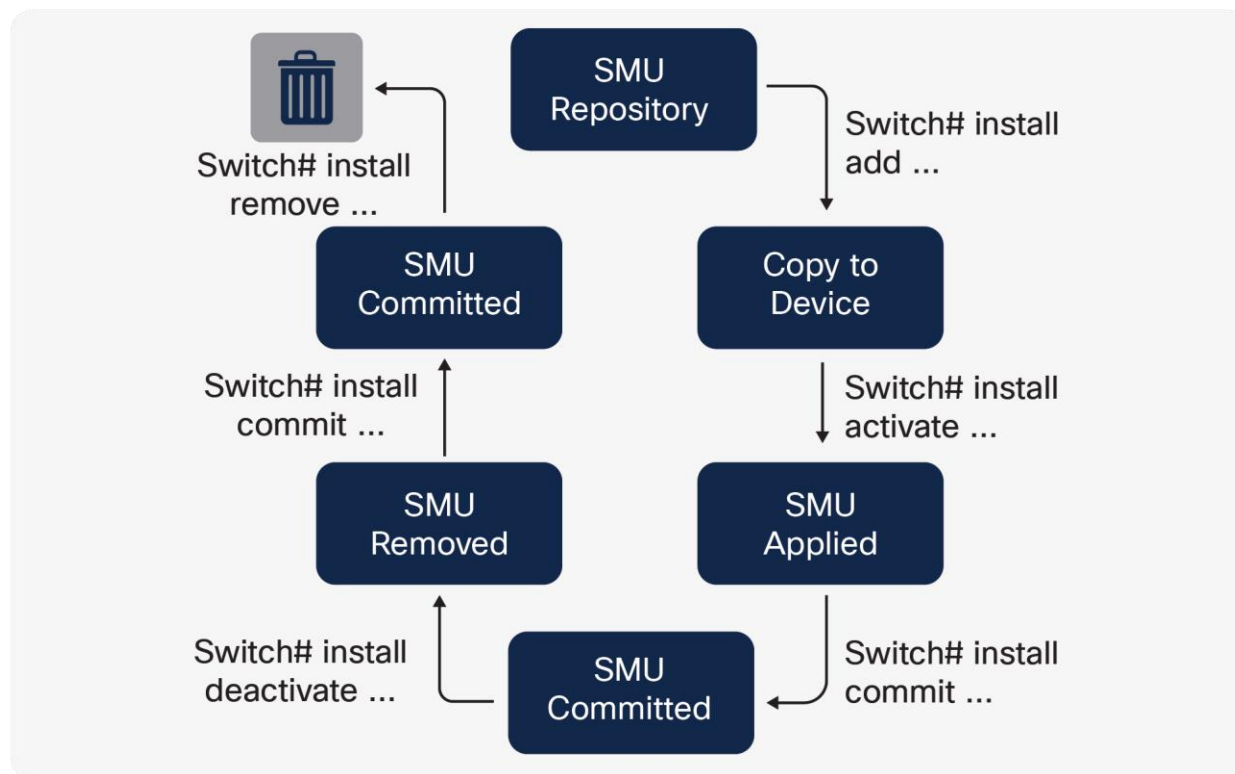 SMU
Repository
Switch# install
add ...
Copy to
Device
Switch# install
activate ...
SMU
Applied
Switch# install
commit ...
SMU
Committed
Switch# install
deactivate ...
SMU
Removed
Switch# install
commit ...
SMU
Committed
Switch# install
remove ...